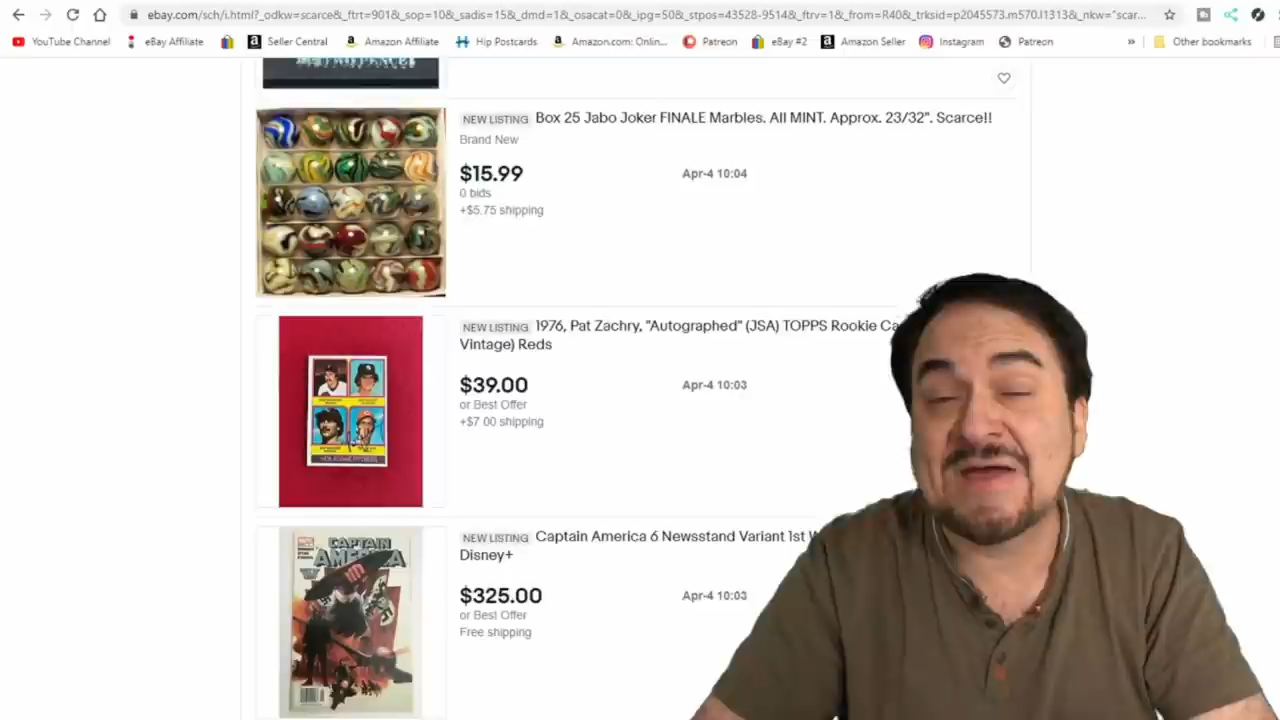 ebay.com/sch/i.html?_odkw=scarce&_ftrt=901&_sop=10&_sadis=15&_dmd=1&_osacat=0&_ipg=50&_stpos=43528-9514&_ftrv=1&_from=R40&_trksid=p2045573.m570.l1313&_nkw="scar...
YouTube Channel eBay Affiliate Seller Central Amazon Affiliate Hip Postcards Amazon.com: Onlin... Patreon eBay #2 Amazon Seller Instagram Patreon » Other bookmarks
NEW LISTING Box 25 Jabo Joker FINALE Marbles. All MINT. Approx. 23/32". Scarce!!
Brand New
$15.99 Apr-4 10:04
0 bids
+$5.75 shipping
NEW LISTING 1976, Pat Zachry, "Autographed" (JSA) TOPPS Rookie Ca
Vintage) Reds
$39.00 Apr-4 10:03
or Best Offer
+$7.00 shipping
NEW LISTING Captain America 6 Newsstand Variant 1st W
Disney+
$325.00 Apr-4 10:03
or Best Offer
Free shipping
CAPTAIN
AMERICA